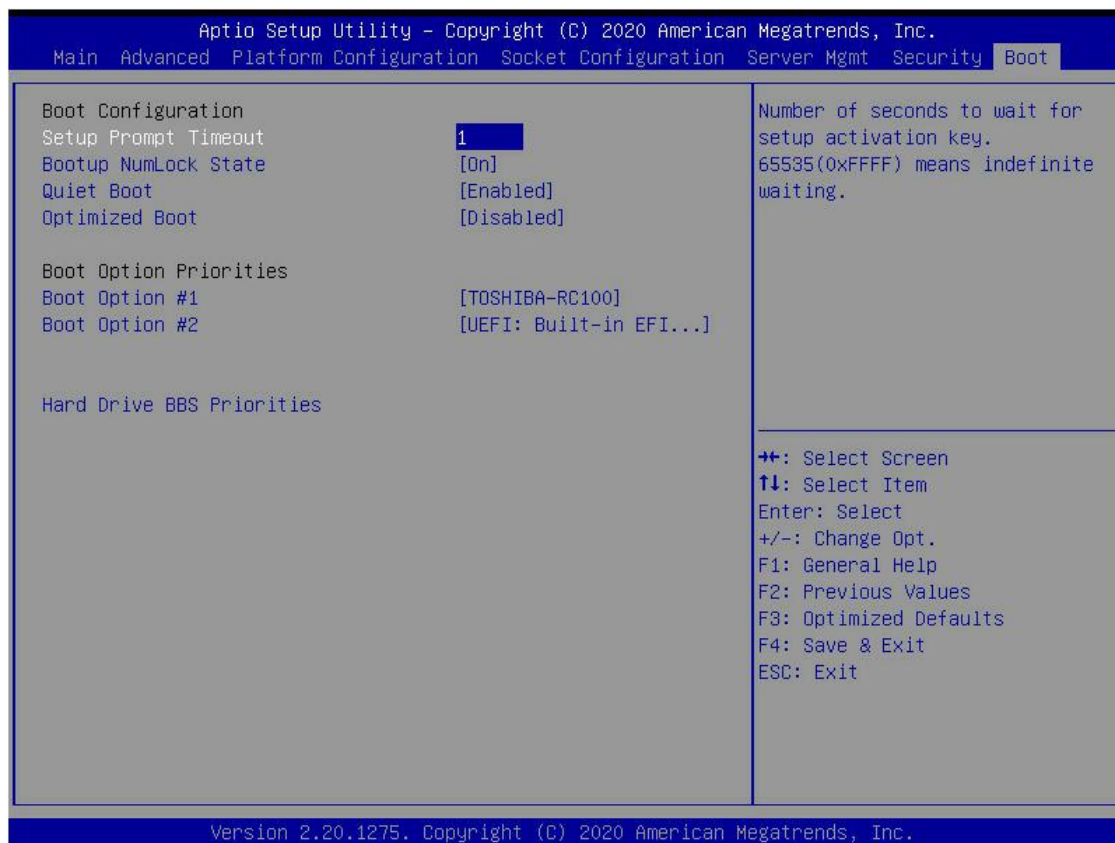 Aptio Setup Utility – Copyright (C) 2020 American Megatrends, Inc.
Main Advanced Platform Configuration Socket Configuration Server Mgmt Security Boot
Boot Configuration
Setup Prompt Timeout 1
Bootup NumLock State [On]
Quiet Boot [Enabled]
Optimized Boot [Disabled]
Boot Option Priorities
Boot Option #1 [TOSHIBA-RC100]
Boot Option #2 [UEFI: Built-in EFI...]
Hard Drive BBS Priorities
Number of seconds to wait for
setup activation key.
65535(0xFFFF) means indefinite
waiting.
→←: Select Screen
↑↓: Select Item
Enter: Select
+/-: Change Opt.
F1: General Help
F2: Previous Values
F3: Optimized Defaults
F4: Save & Exit
ESC: Exit
Version 2.20.1275. Copyright (C) 2020 American Megatrends, Inc.